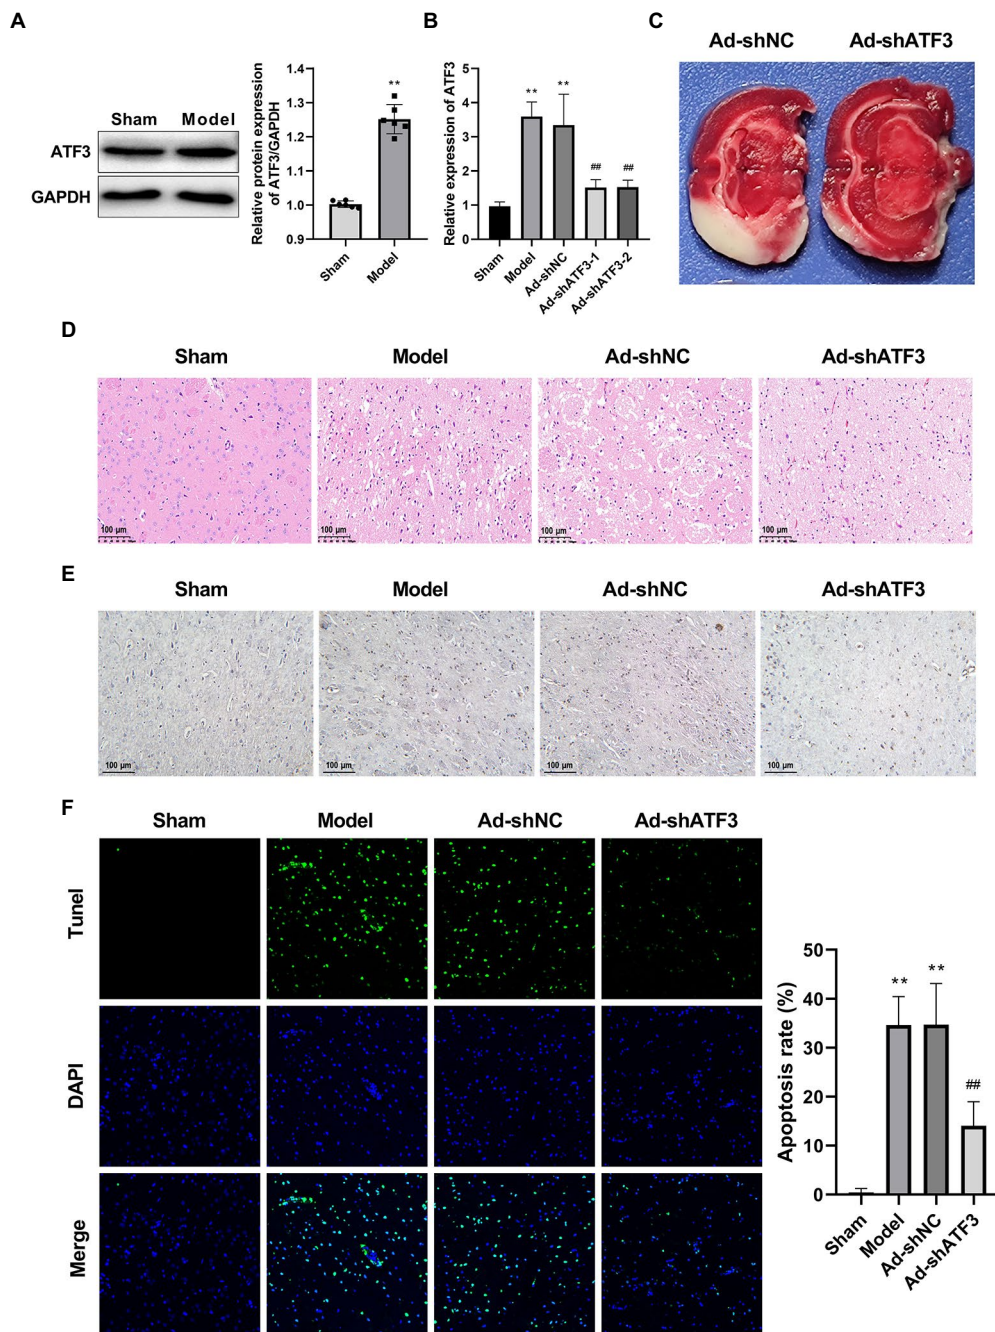 A
Sham Model
ATF3
GAPDH
Relative protein expression
of ATF3/GAPDH
1.4
1.3
1.2
1.1
1.0
0.9
**
Sham
Model
B
Relative expression of ATF3
5
4
3
2
1
0
**
**
##
##
Sham
Model
Ad-shNC
Ad-shATF3-1
Ad-shATF3-2
C
Ad-shNC Ad-shATF3
D
Sham Model Ad-shNC Ad-shATF3
100 µm 100 µm 100 µm 100 µm
E
Sham Model Ad-shNC Ad-shATF3
100 µm 100 µm 100 µm 100 µm
F
Sham Model Ad-shNC Ad-shATF3
Tunel
DAPI
Merge
Apoptosis rate (%)
50
40
30
20
10
0
**
**
##
Sham
Model
Ad-shNC
Ad-shATF3